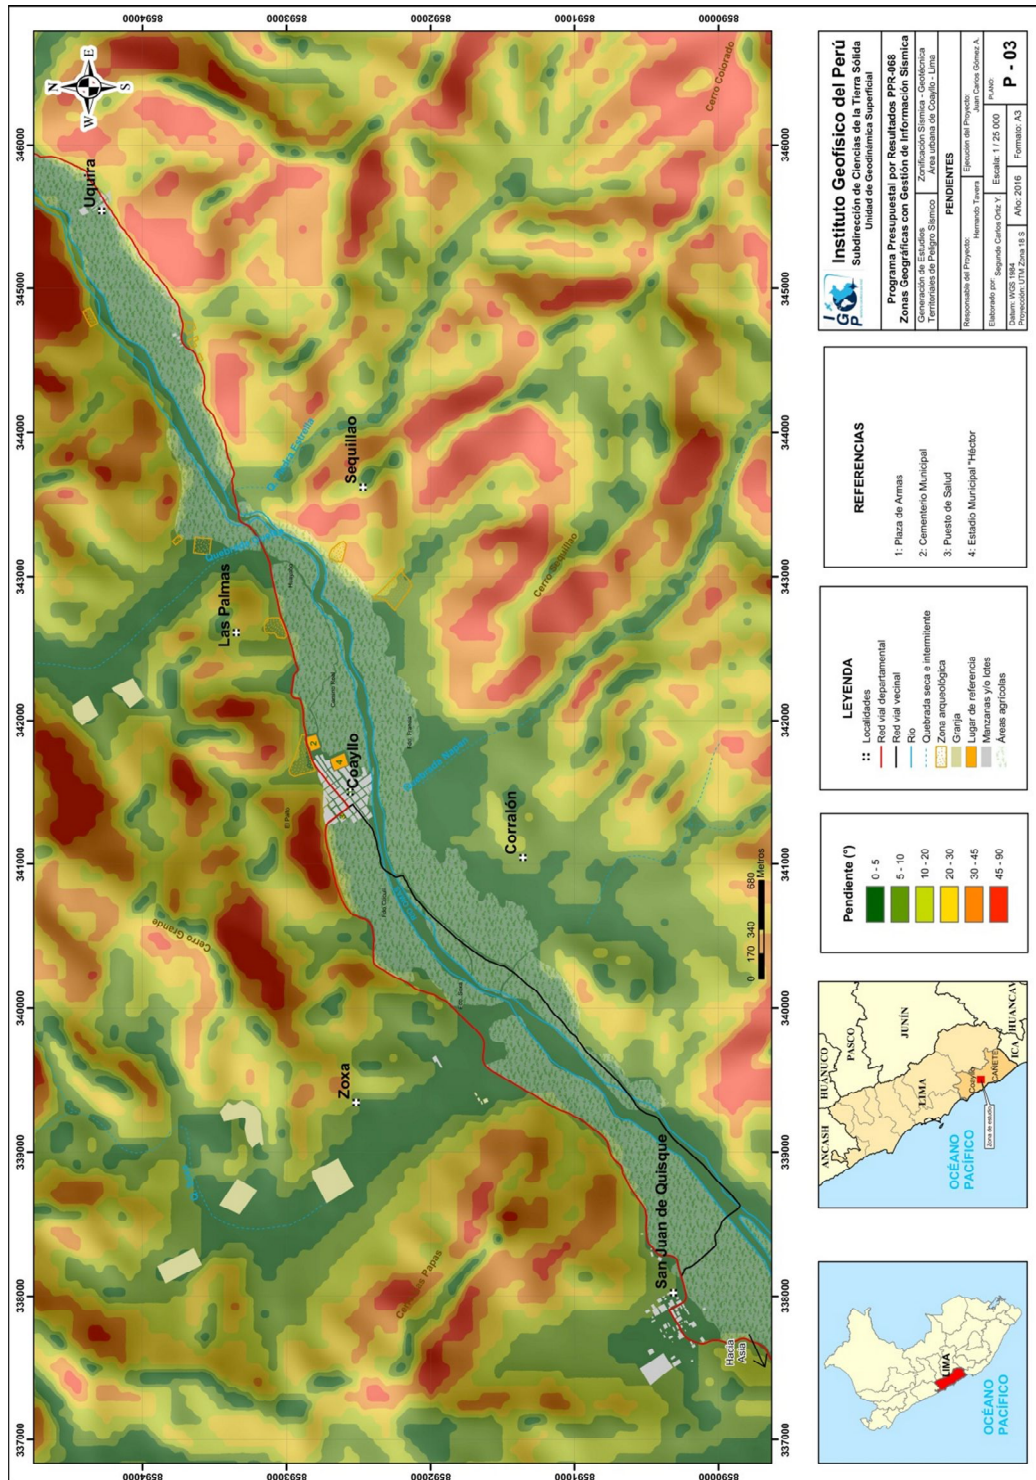 N
W
E
S
337000
338000
339000
340000
341000
342000
343000
344000
345000
346000
8594000
8593000
8592000
8591000
8590000
Uquira
Cerro Colorado
Sequillao
Cerro Sequillao
Las Palmas
2
4
Coayllo
Corralón
Cerro Grande
Zoxa
San Juan de Quisque
Hacia
Asia
0 170 340 680
Metros
IGP
Instituto Geofísico del Perú
Subdirección de Ciencias de la Tierra Sólida
Unidad de Geodinámica Superficial
Programa Presupuestal por Resultados PPR-068
Zonas Geográficas con Gestión de Información Sísmica
Generación de Estudios
Territoriales de Peligro Sísmico
Zonificación Sísmica - Geotécnica
Área urbana de Coayllo - Lima
PENDIENTES
Responsable del Proyecto:
Hernando Tavera
Ejecución del Proyecto:
Juan Carlos Gómez A.
Elaborado por: Segundo Carlos Ortiz Y.
Escala: 1 / 25 000
PLANO:
P - 03
Datum: WGS 1984
Proyección: UTM Zona 18 S
Año: 2016
Formato: A3
REFERENCIAS
1: Plaza de Armas
2: Cementerio Municipal
3: Puesto de Salud
4: Estadio Municipal "Héctor
LEYENDA
Localidades
Red vial departamental
Red vial vecinal
Rio
Quebrada seca e intermitente
Zona arqueológica
Granja
Lugar de referencia
Manzanas y/o lotes
Áreas agrícolas
Pendiente (°)
0 - 5
5 - 10
10 - 20
20 - 30
30 - 45
45 - 90
ANCASH
HUANUCO
PASCO
JUNÍN
LIMA
Coayllo
CAÑETE
ICA
HUANCAV
Zona de estudio
OCÉANO
PACÍFICO
LIMA
OCÉANO
PACÍFICO